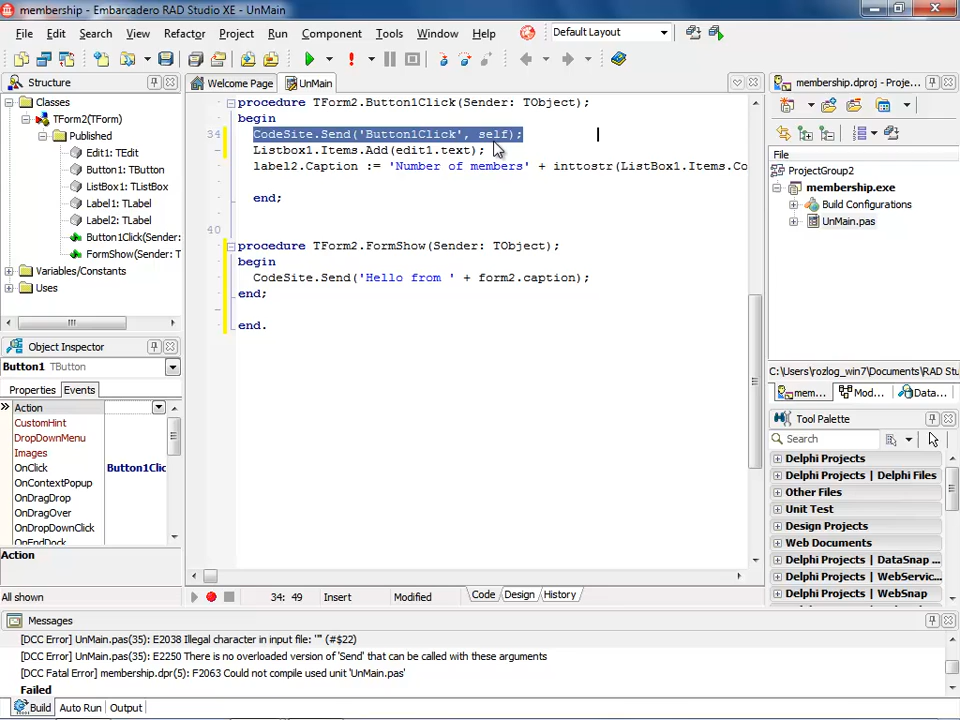 membership - Embarcadero RAD Studio XE - UnMain
File Edit Search View Refactor Project Run Component Tools Window Help Default Layout
Structure
Welcome Page UnMain
membership.dproj - Proje...
Classes
TForm2(TForm)
Published
Edit1: TEdit
Button1: TButton
ListBox1: TListBox
Label1: TLabel
Label2: TLabel
Button1Click(Sender:
FormShow(Sender: T
Variables/Constants
Uses
procedure TForm2.Button1Click(Sender: TObject);
begin
34 CodeSite.Send('Button1Click', self);
Listbox1.Items.Add(edit1.text);
label2.Caption := 'Number of members' + inttostr(ListBox1.Items.Co
end;
40
procedure TForm2.FormShow(Sender: TObject);
begin
CodeSite.Send('Hello from ' + form2.caption);
end;
end.
File
ProjectGroup2
membership.exe
Build Configurations
UnMain.pas
C:\Users\rozlog_win7\Documents\RAD Stu
mem... Mod... Data...
Object Inspector
Button1 TButton
Properties Events
Action
CustomHint
DropDownMenu
Images
OnClick Button1Clic
OnContextPopup
OnDragDrop
OnDragOver
OnDropDownClick
OnEndDock
Action
All shown
Tool Palette
Search
Delphi Projects
Delphi Projects | Delphi Files
Other Files
Unit Test
Design Projects
Web Documents
Delphi Projects | DataSnap ...
Delphi Projects | WebServic...
Delphi Projects | WebSnap
34: 49 Insert Modified Code Design History
Messages
[DCC Error] UnMain.pas(35): E2038 Illegal character in input file: '"' (#$22)
[DCC Error] UnMain.pas(35): E2250 There is no overloaded version of 'Send' that can be called with these arguments
[DCC Fatal Error] membership.dpr(5): F2063 Could not compile used unit 'UnMain.pas'
Failed
Build Auto Run Output